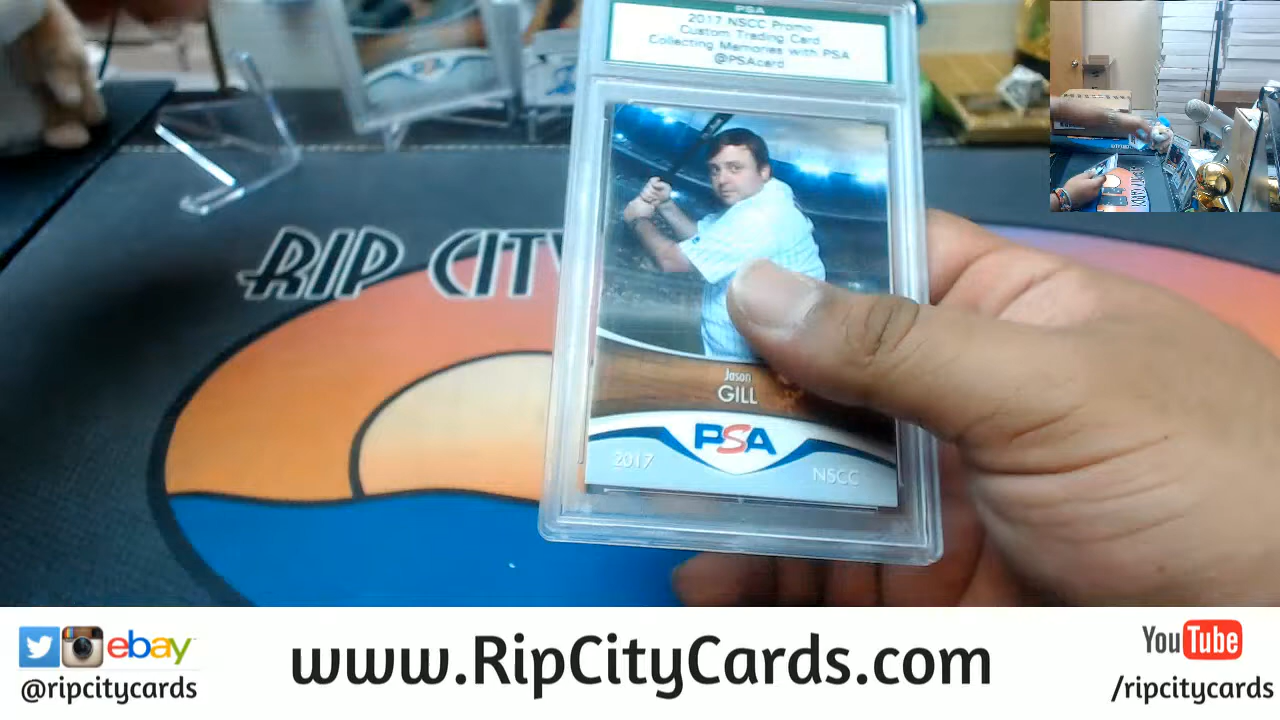 PSA
2017 NSCC Promo
Custom Trading Card
Collecting Memories with PSA
@PSAcard
RIP CITY
Jason
GILL
PSA
2017
NSCC
PSA
ebay
@ripcitycards
www.RipCityCards.com
YouTube
/ripcitycards